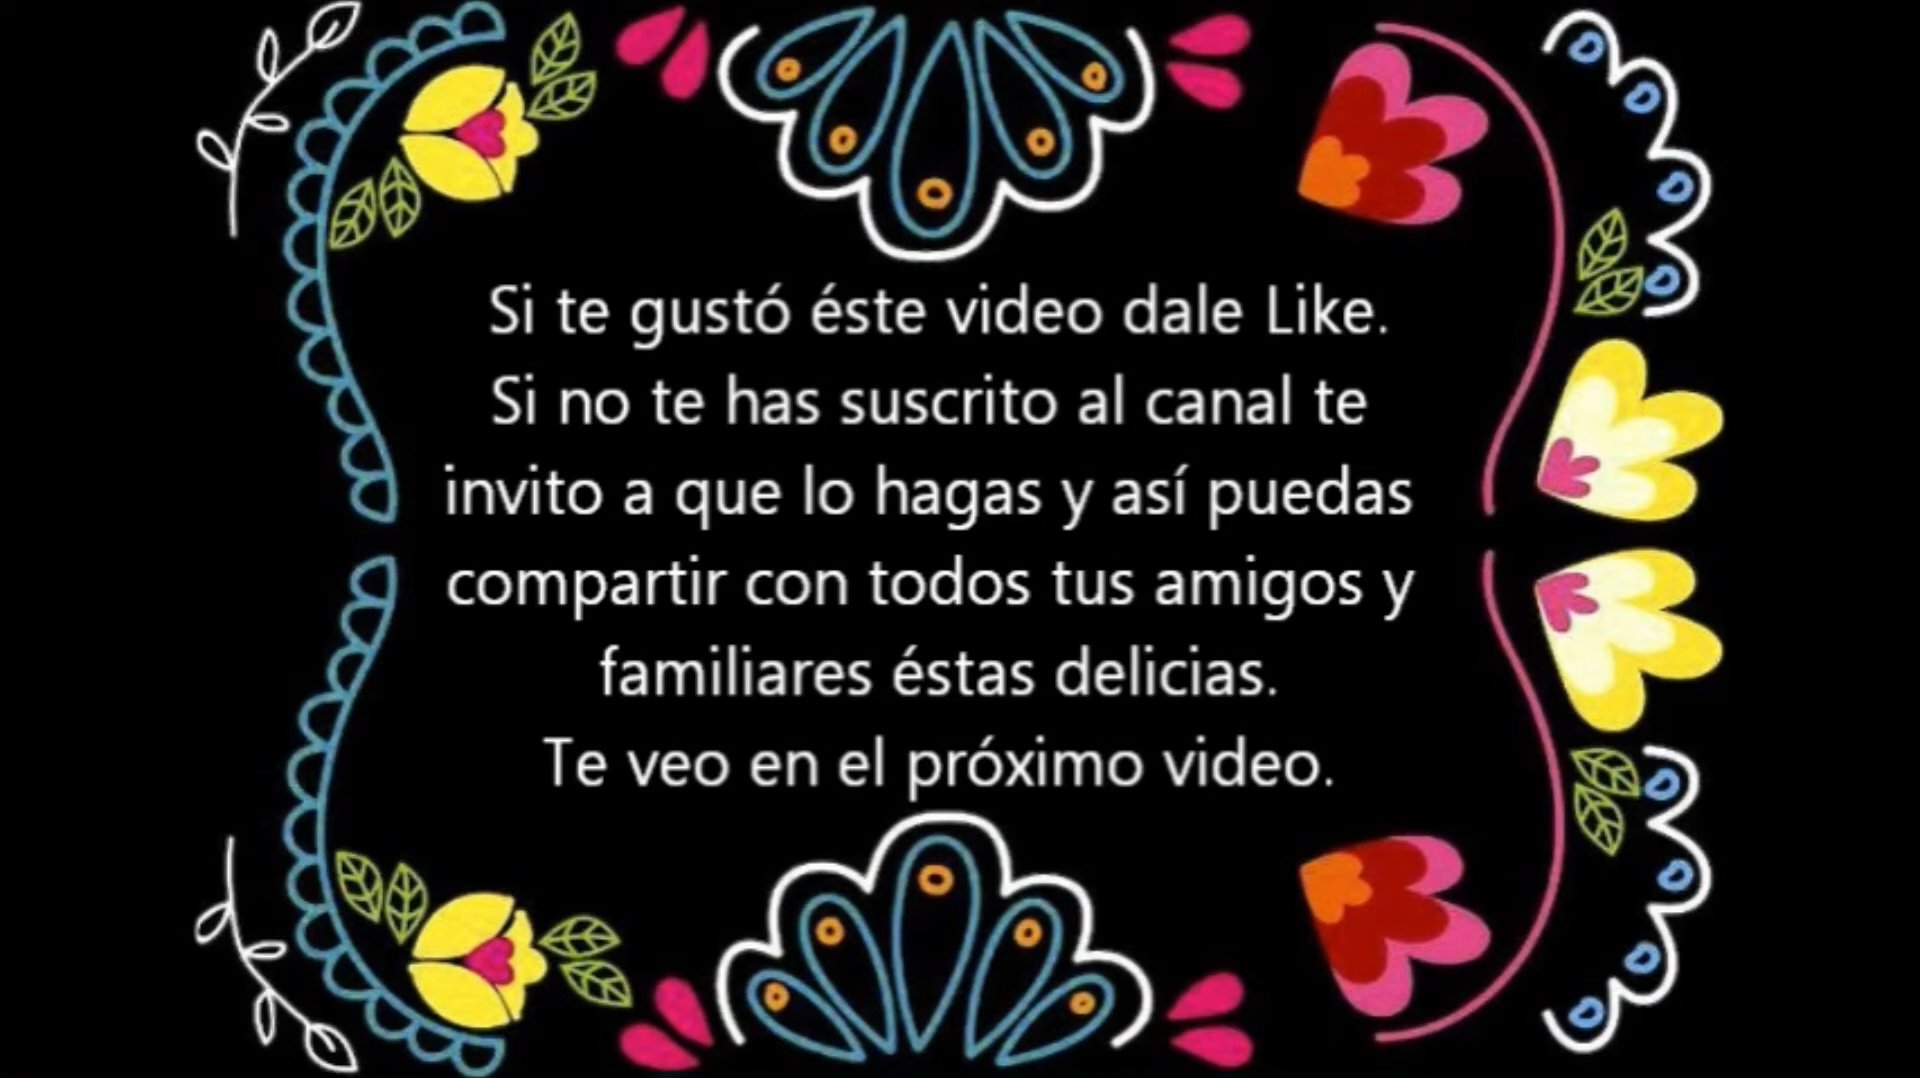 Si te gustó éste video dale Like.
Si no te has suscrito al canal te
invito a que lo hagas y así puedas
compartir con todos tus amigos y
familiares éstas delicias.
Te veo en el próximo video.